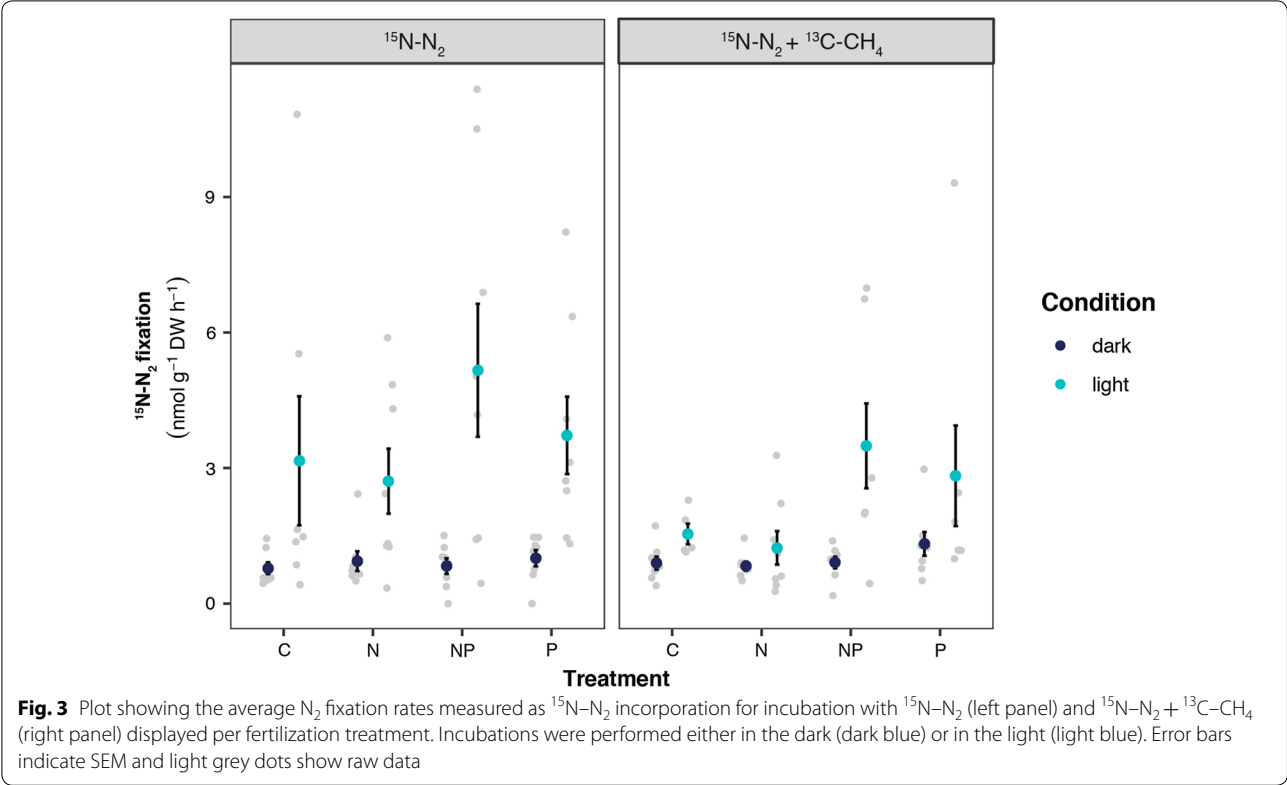 ¹⁵N-N₂
¹⁵N-N₂ + ¹³C-CH₄
9
6
3
0
¹⁵N-N₂ fixation
(nmol g⁻¹ DW h⁻¹)
C N NP P
C N NP P
Treatment
Condition
dark
light
Fig. 3 Plot showing the average N₂ fixation rates measured as ¹⁵N–N₂ incorporation for incubation with ¹⁵N–N₂ (left panel) and ¹⁵N–N₂ + ¹³C–CH₄
(right panel) displayed per fertilization treatment. Incubations were performed either in the dark (dark blue) or in the light (light blue). Error bars
indicate SEM and light grey dots show raw data